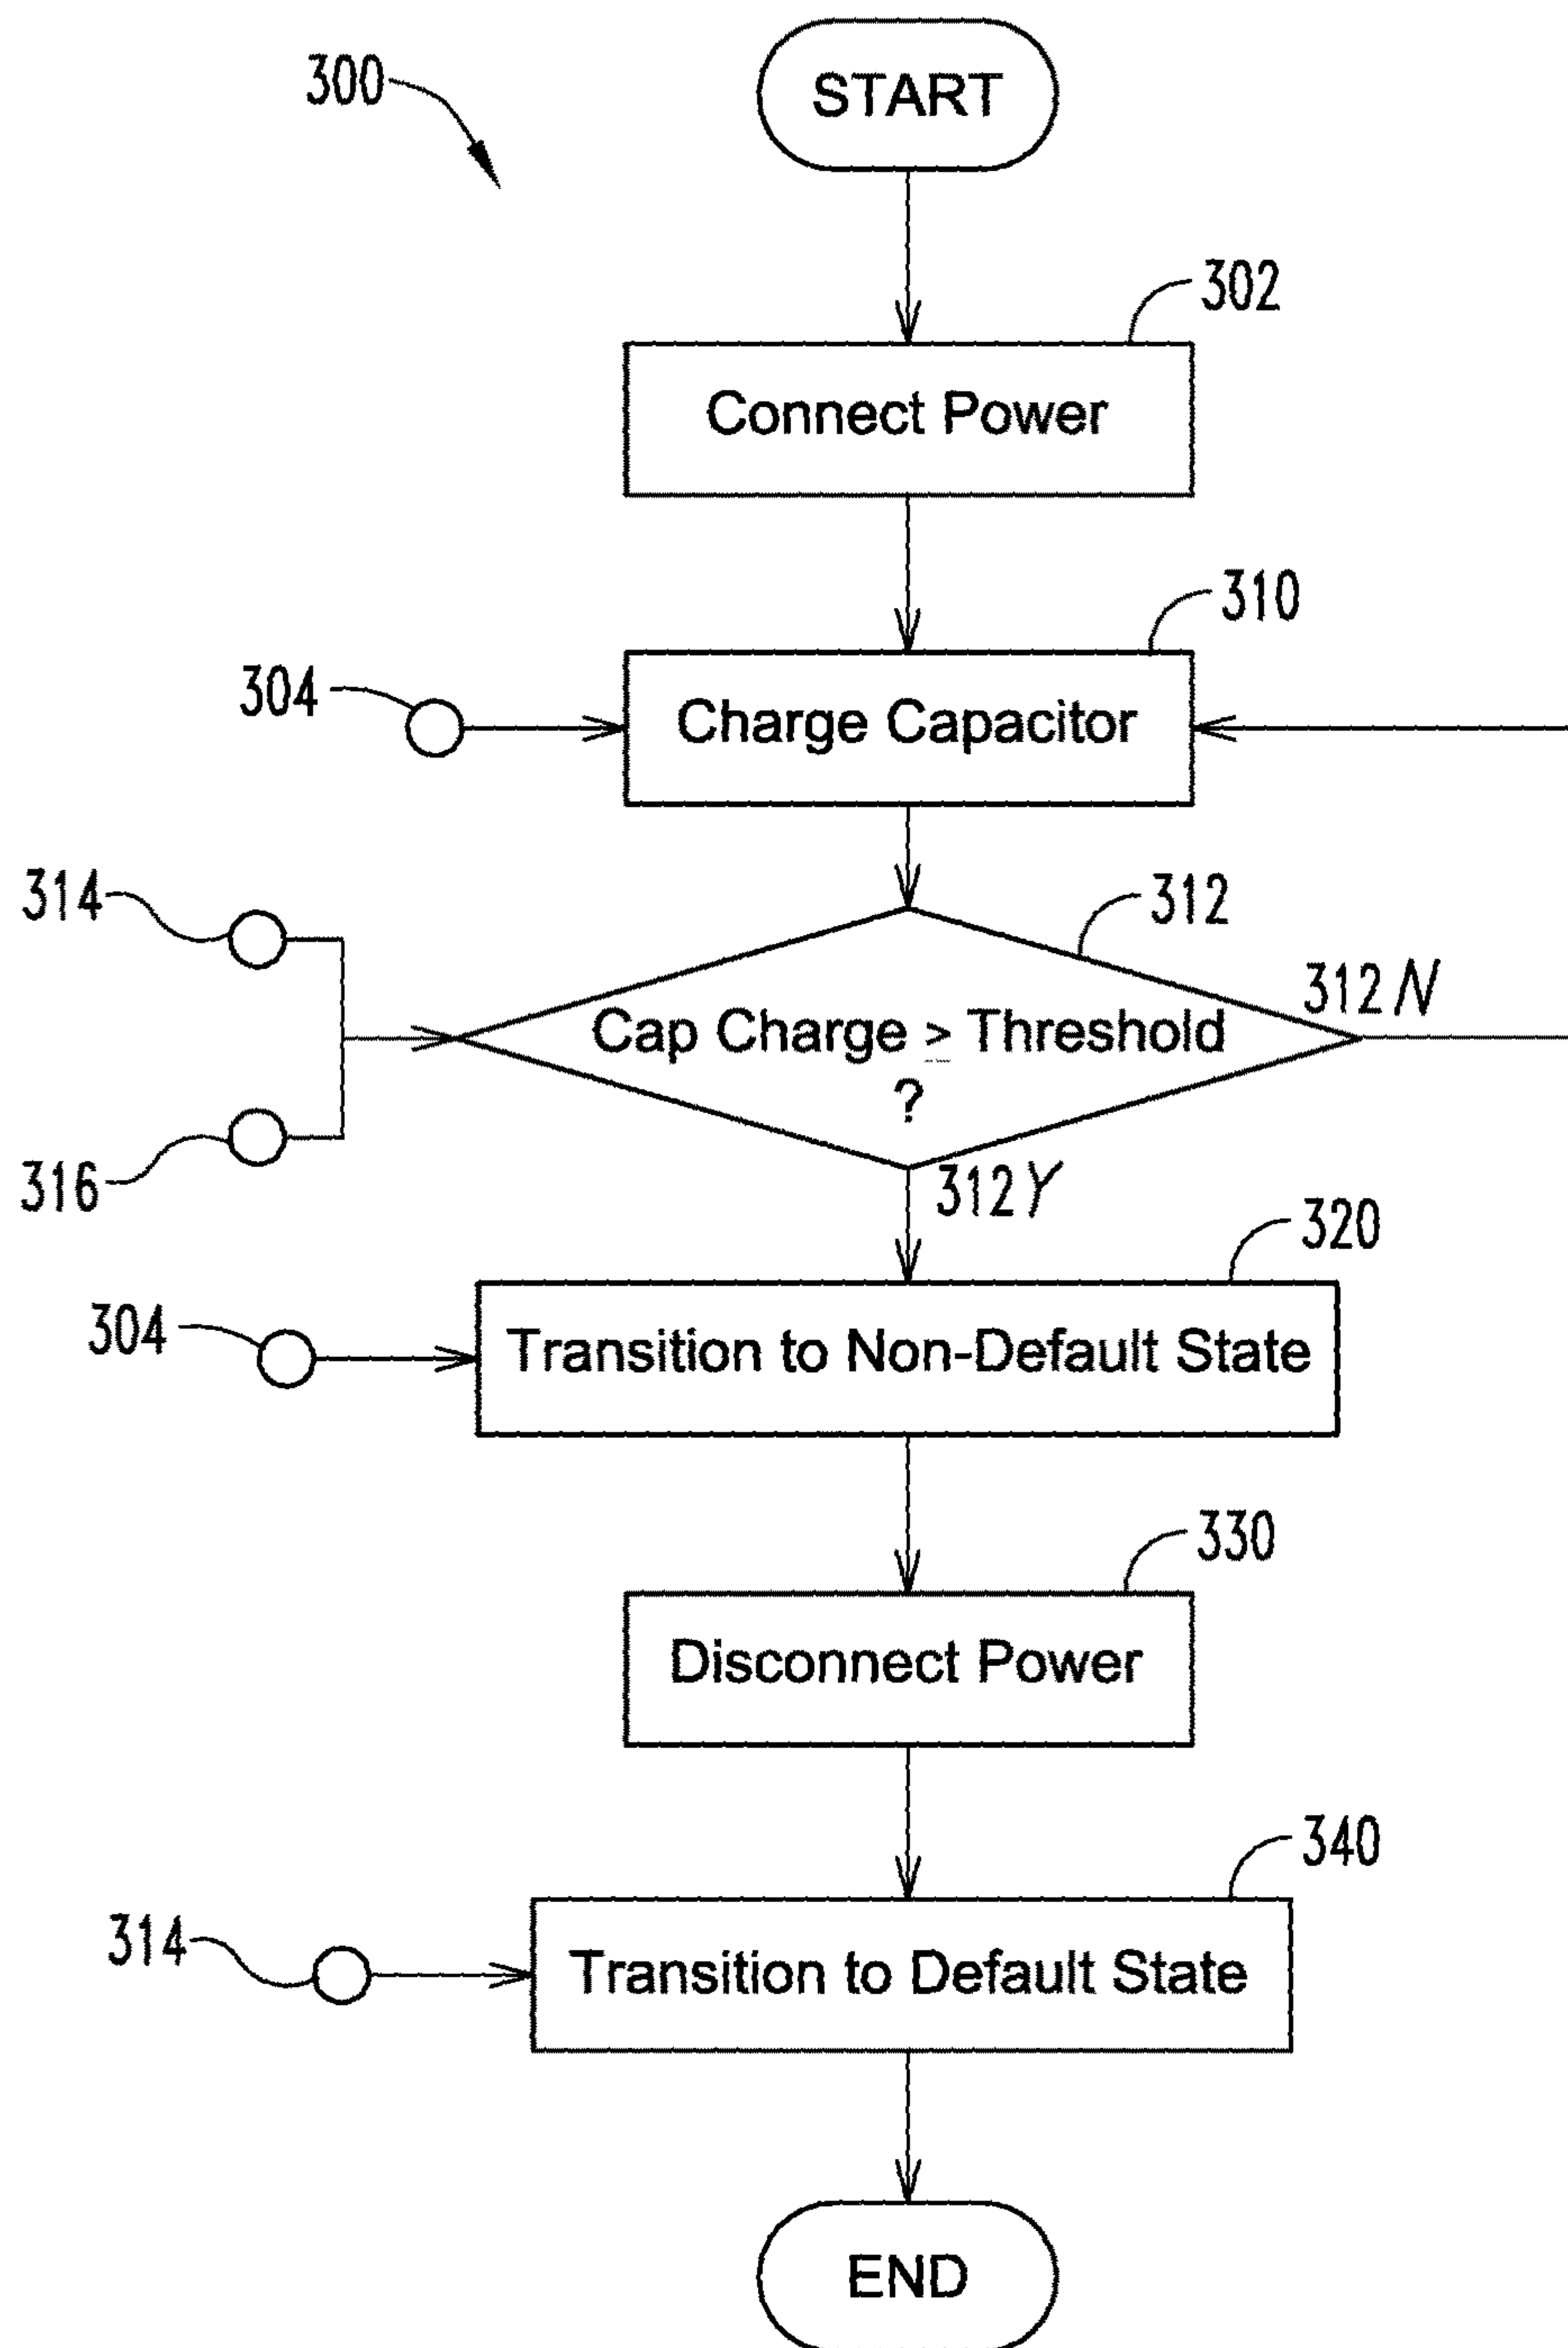 300
START
302
Connect Power
310
304
Charge Capacitor
314
312
312N
Cap Charge ≥ Threshold
?
316
312Y
320
304
Transition to Non-Default State
330
Disconnect Power
340
314
Transition to Default State
END